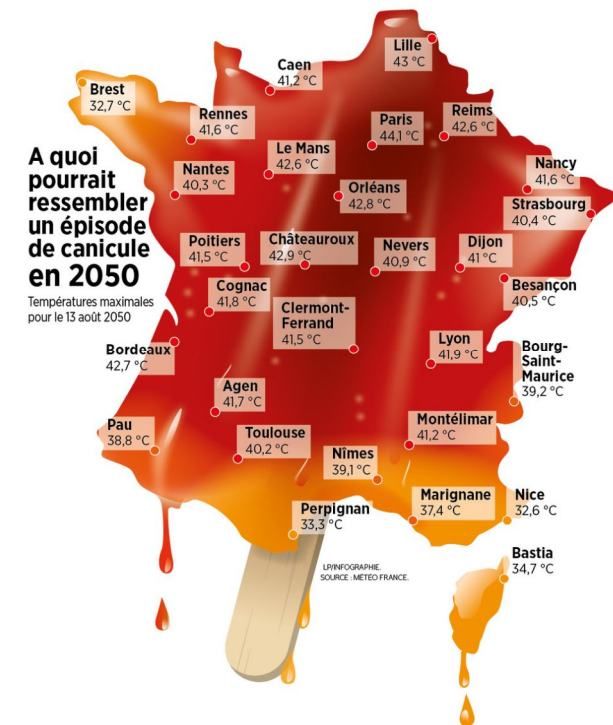 Lille
43 °C
Caen
41,2 °C
Brest
32,7 °C
Rennes
41,6 °C
Paris
44,1 °C
Reims
42,6 °C
Le Mans
42,6 °C
Nancy
41,6 °C
A quoi
pourrait
ressembler
un épisode
de canicule
en 2050
Températures maximales
pour le 13 août 2050
Nantes
40,3 °C
Orléans
42,8 °C
Strasbourg
40,4 °C
Poitiers
41,5 °C
Châteauroux
42,9 °C
Nevers
40,9 °C
Dijon
41 °C
Besançon
40,5 °C
Cognac
41,8 °C
Clermont-
Ferrand
41,5 °C
Lyon
41,9 °C
Bordeaux
42,7 °C
Bourg-
Saint-
Maurice
39,2 °C
Agen
41,7 °C
Pau
38,8 °C
Toulouse
40,2 °C
Montélimar
41,2 °C
Nîmes
39,1 °C
Perpignan
33,3 °C
Marignane
37,4 °C
Nice
32,6 °C
Bastia
34,7 °C
LP/INFOGRAPHIE.
SOURCE : MÉTÉO FRANCE.